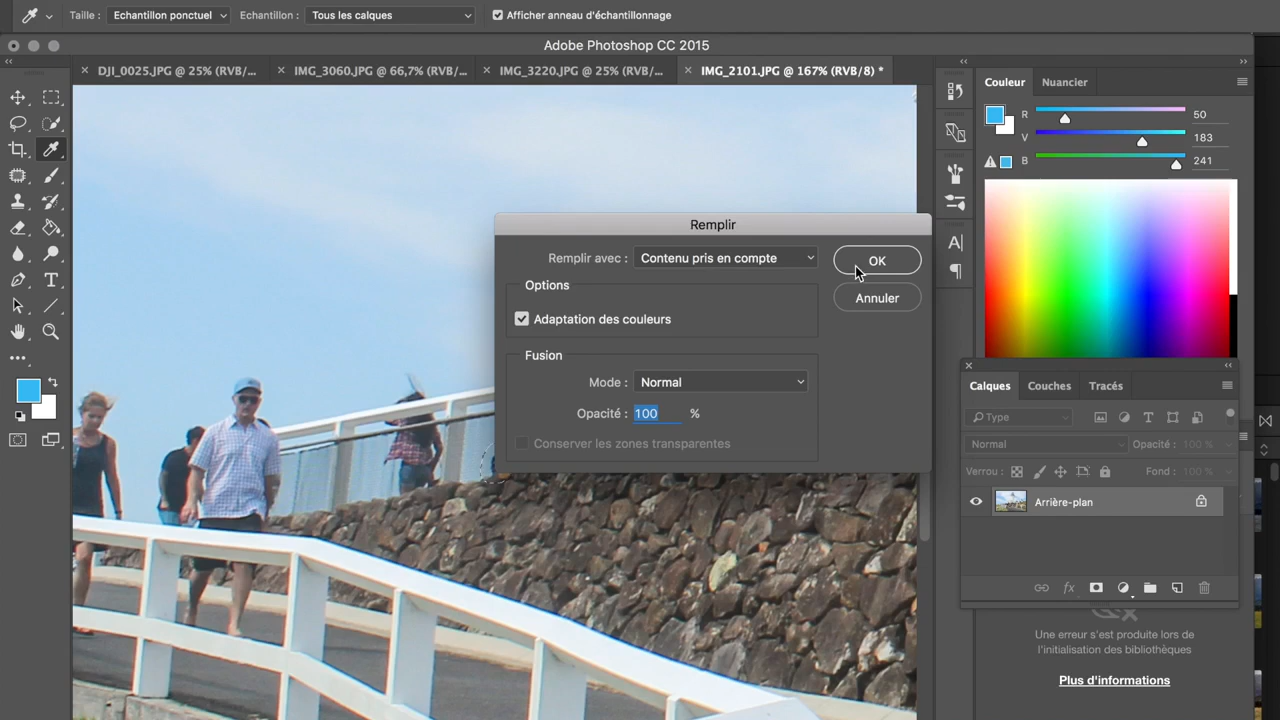 Taille : Echantillon ponctuel Echantillon : Tous les calques Afficher anneau d'échantillonnage
Adobe Photoshop CC 2015
DJI_0025.JPG @ 25% (RVB/... IMG_3060.JPG @ 66,7% (RVB/... IMG_3220.JPG @ 25% (RVB/... IMG_2101.JPG @ 167% (RVB/8) *
Couleur Nuancier
R 50
V 183
B 241
Remplir
Remplir avec : Contenu pris en compte OK
Options
Annuler
Adaptation des couleurs
Fusion
Mode : Normal
Opacité : 100 %
Conserver les zones transparentes
Calques Couches Tracés
Type
Normal Opacité : 100 %
Verrou : Fond : 100 %
Arrière-plan
fx
Une erreur s'est produite lors de
l'initialisation des bibliothèques
Plus d'informations